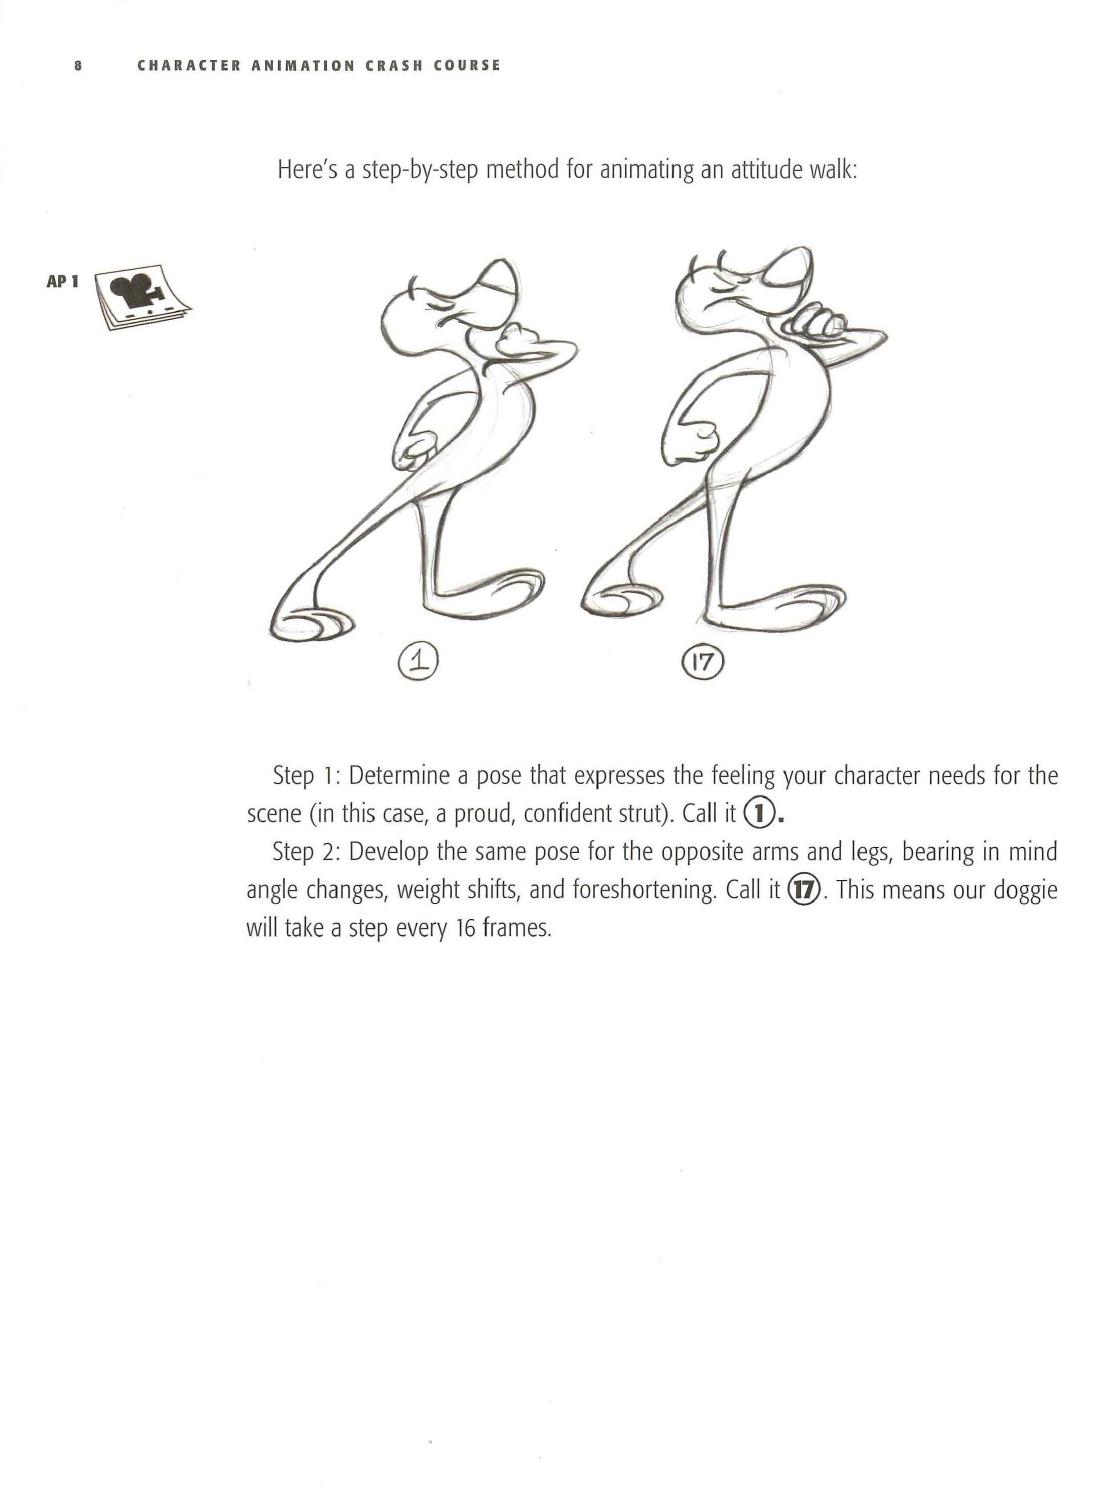 8 CHARACTER ANIMATION CRASH COURSE
Here's a step-by-step method for animating an attitude walk:
AP 1
1 17
Step 1: Determine a pose that expresses the feeling your character needs for the
scene (in this case, a proud, confident strut). Call it 1.
Step 2: Develop the same pose for the opposite arms and legs, bearing in mind
angle changes, weight shifts, and foreshortening. Call it 17. This means our doggie
will take a step every 16 frames.